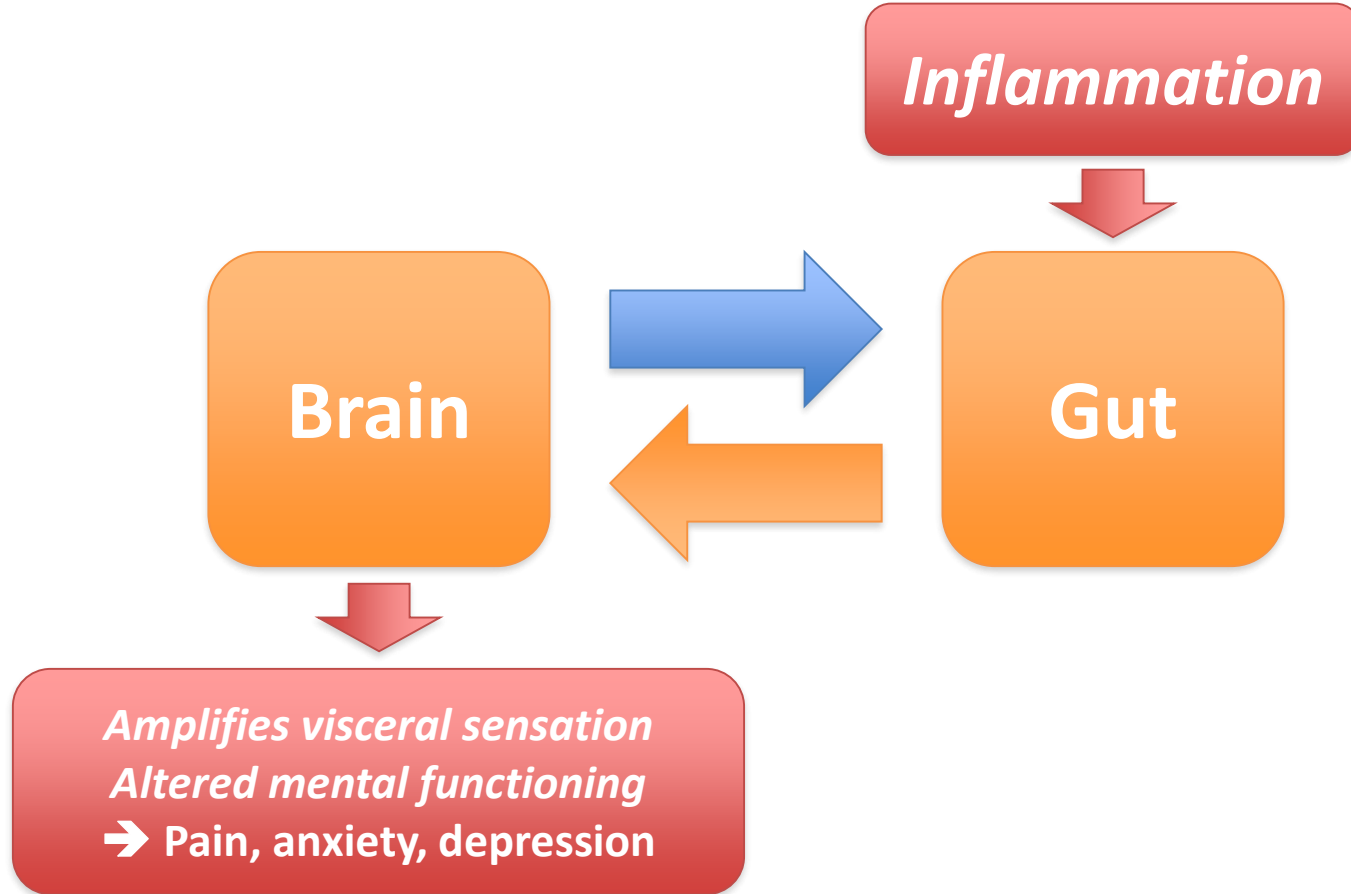 Inflammation
Brain
Gut
Amplifies visceral sensation
Altered mental functioning
➔ Pain, anxiety, depression